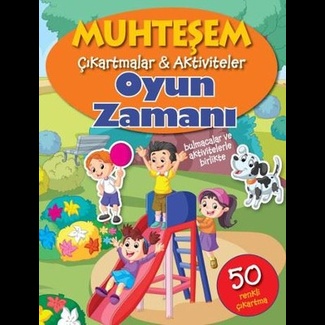 MUHTEŞEM
Çıkartmalar & Aktiviteler
Oyun
Zamanı
bulmacalar ve
aktivitelerle
birlikte
50
renkli
çıkartma